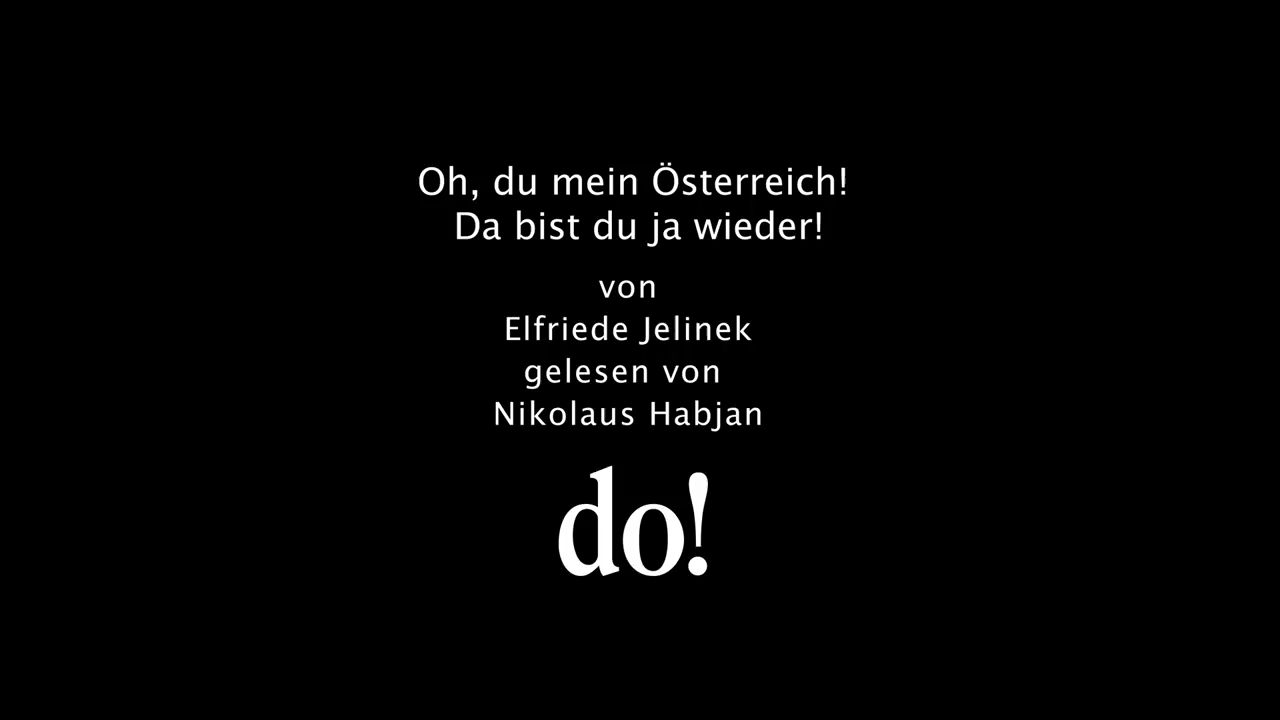 Oh, du mein Österreich!
Da bist du ja wieder!
von
Elfriede Jelinek
gelesen von
Nikolaus Habjan
do!